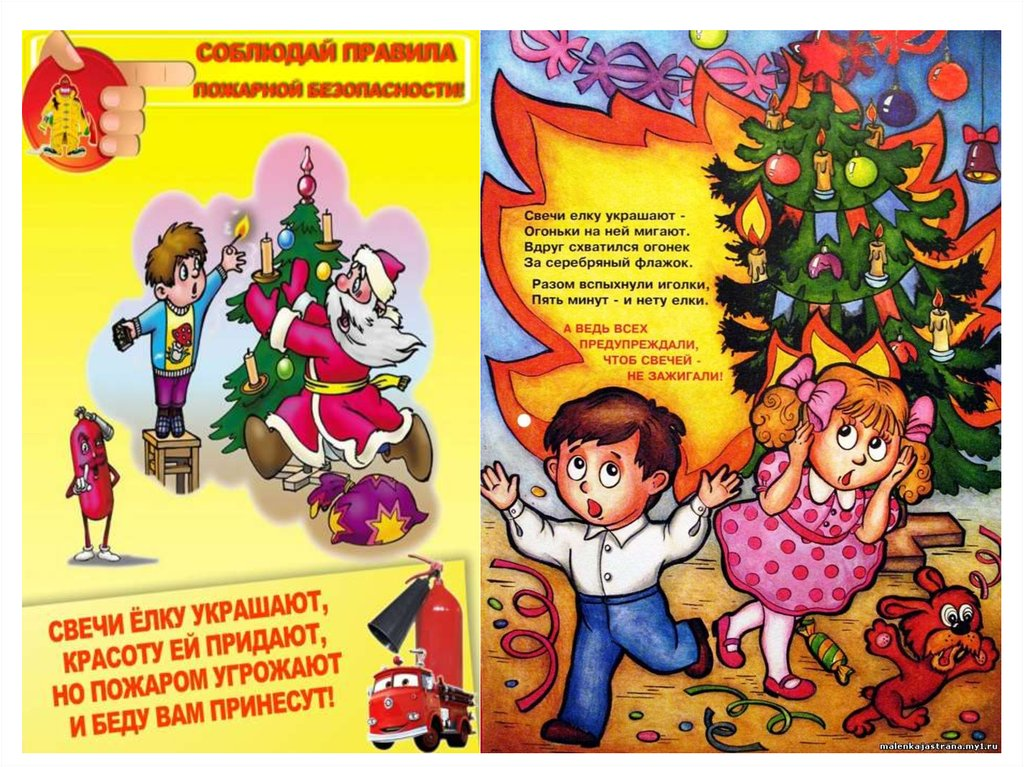 СОБЛЮДАЙ ПРАВИЛА
ПОЖАРНОЙ БЕЗОПАСНОСТИ!
СВЕЧИ ЁЛКУ УКРАШАЮТ,
КРАСОТУ ЕЙ ПРИДАЮТ,
НО ПОЖАРОМ УГРОЖАЮТ
И БЕДУ ВАМ ПРИНЕСУТ!
Свечи елку украшают -
Огоньки на ней мигают.
Вдруг схватился огонек
За серебряный флажок.
Разом вспыхнули иголки,
Пять минут - и нету елки.
А ВЕДЬ ВСЕХ
ПРЕДУПРЕЖДАЛИ,
ЧТОБ СВЕЧЕЙ -
НЕ ЗАЖИГАЛИ!
malenkajastrana.my1.ru